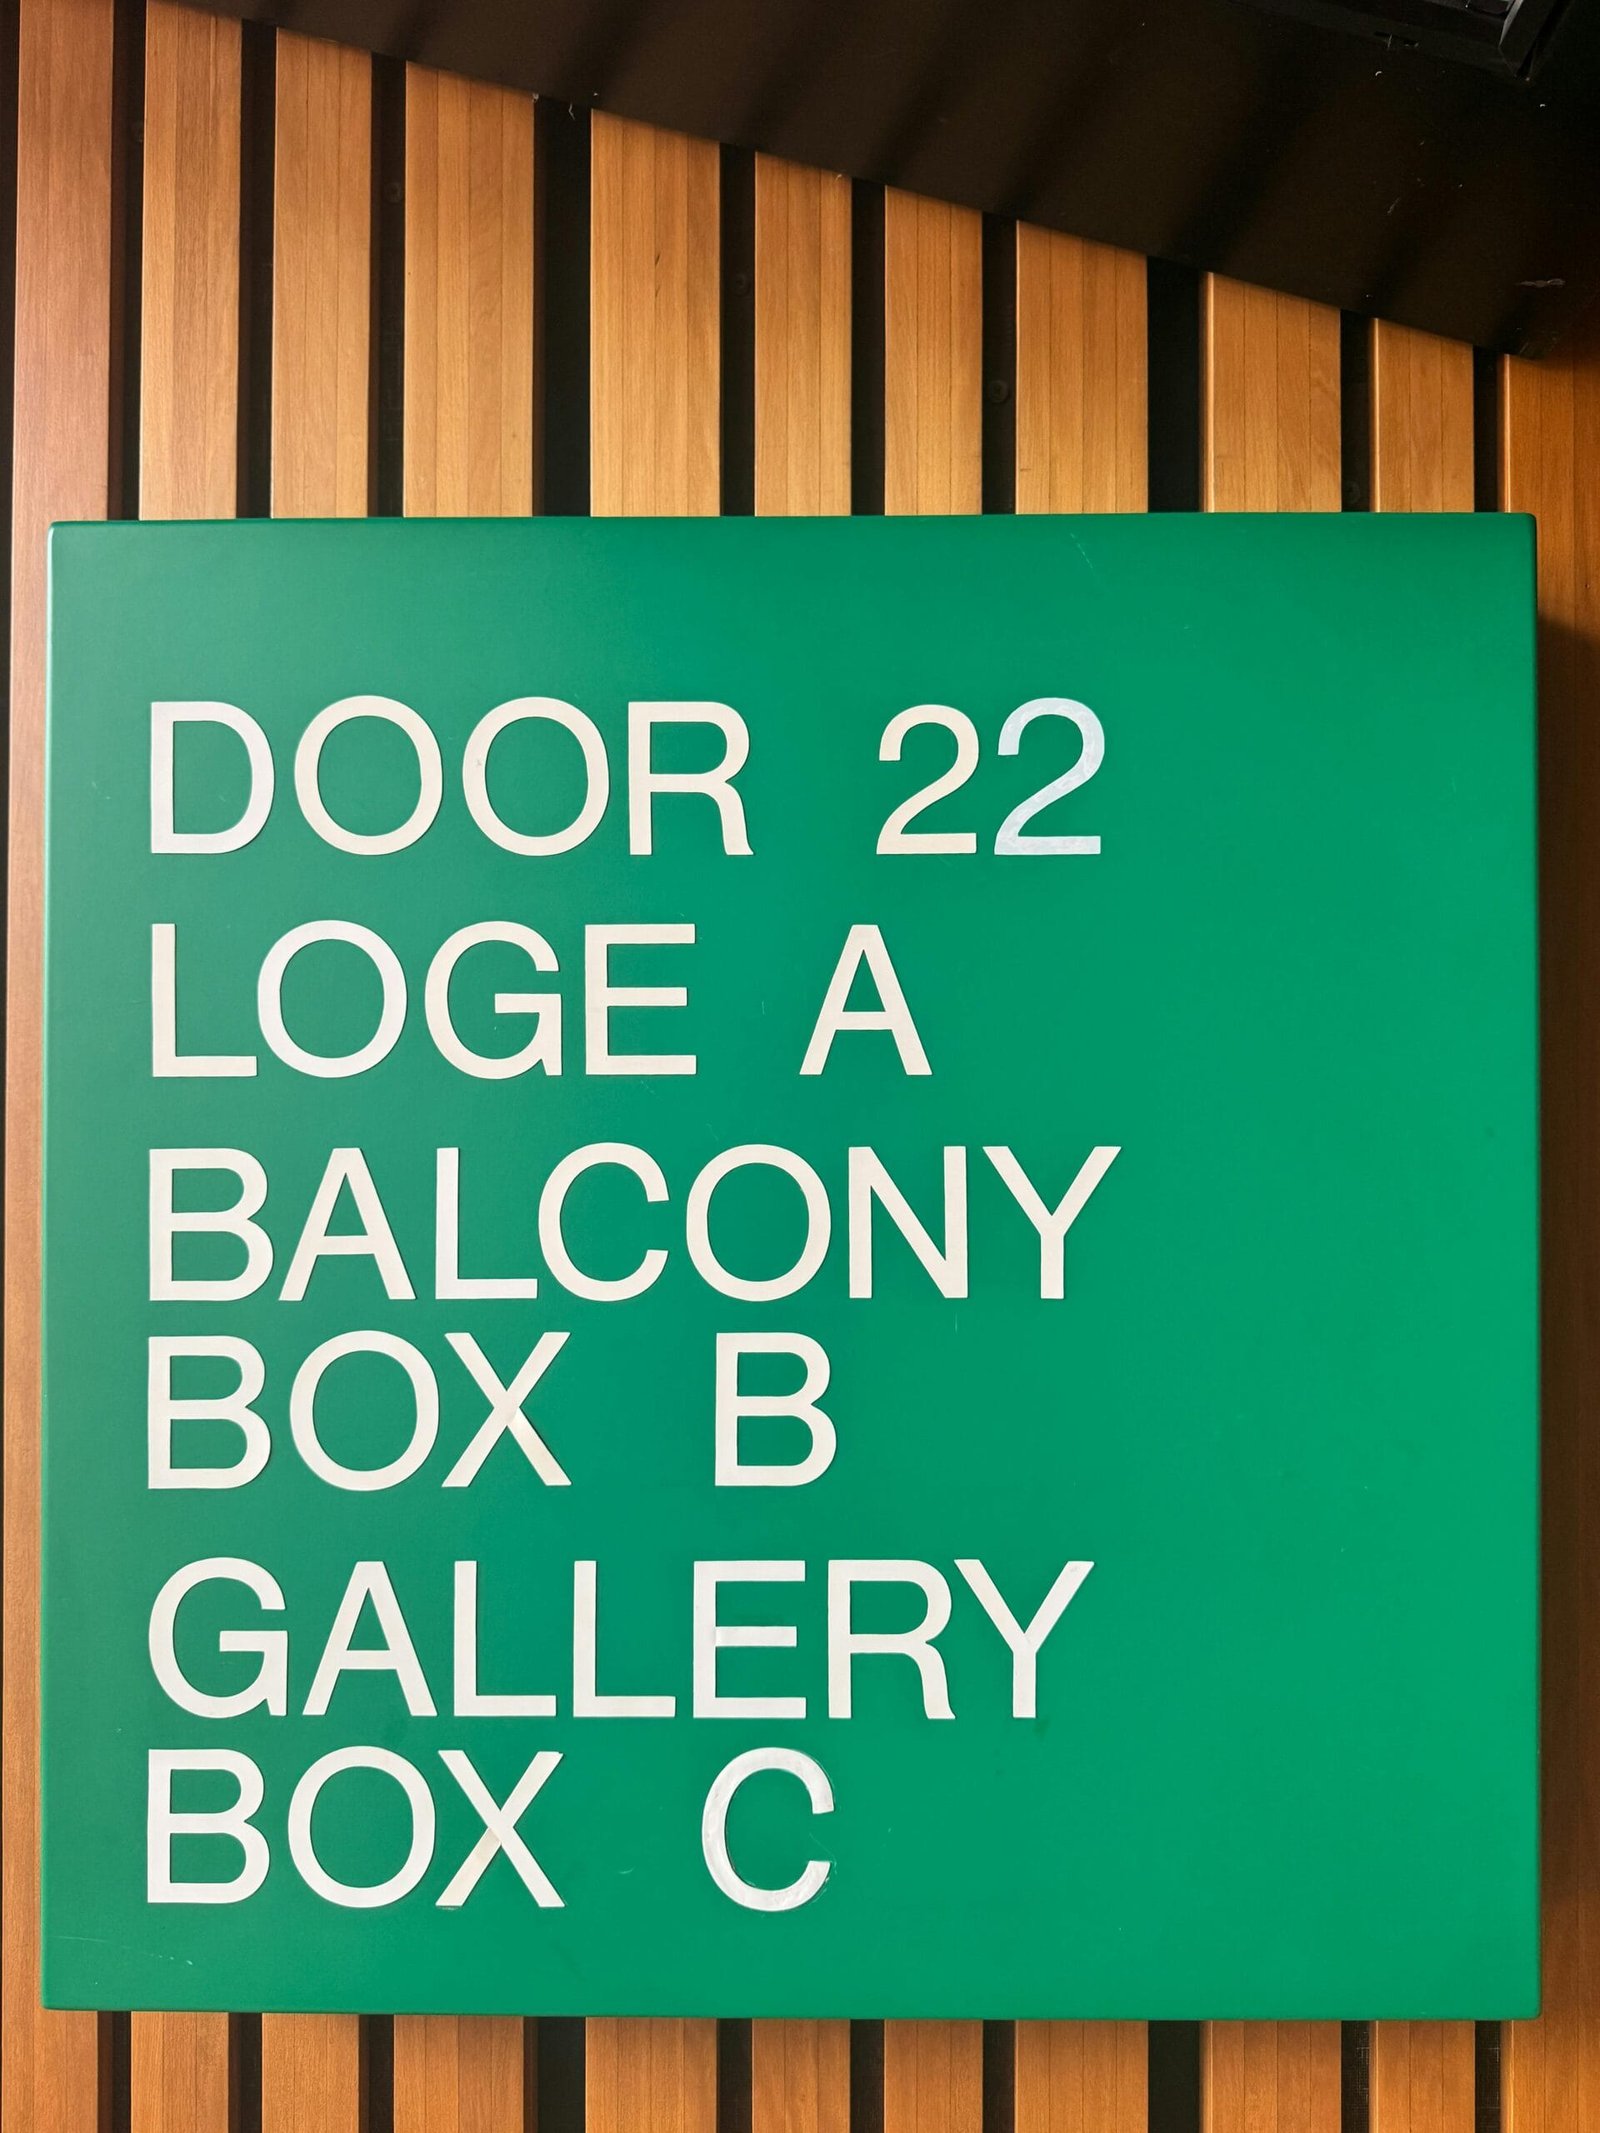 DOOR 22
LOGE A
BALCONY
BOX B
GALLERY
BOX C